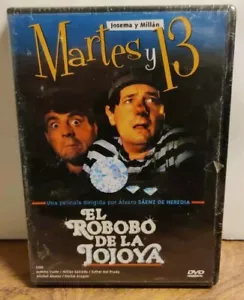 Josema y Millán
Martes y 13
Una película dirigida por Álvaro SÁENZ DE HEREDIA
EL
ROBOBO
DE LA
JOJOYA
DVD